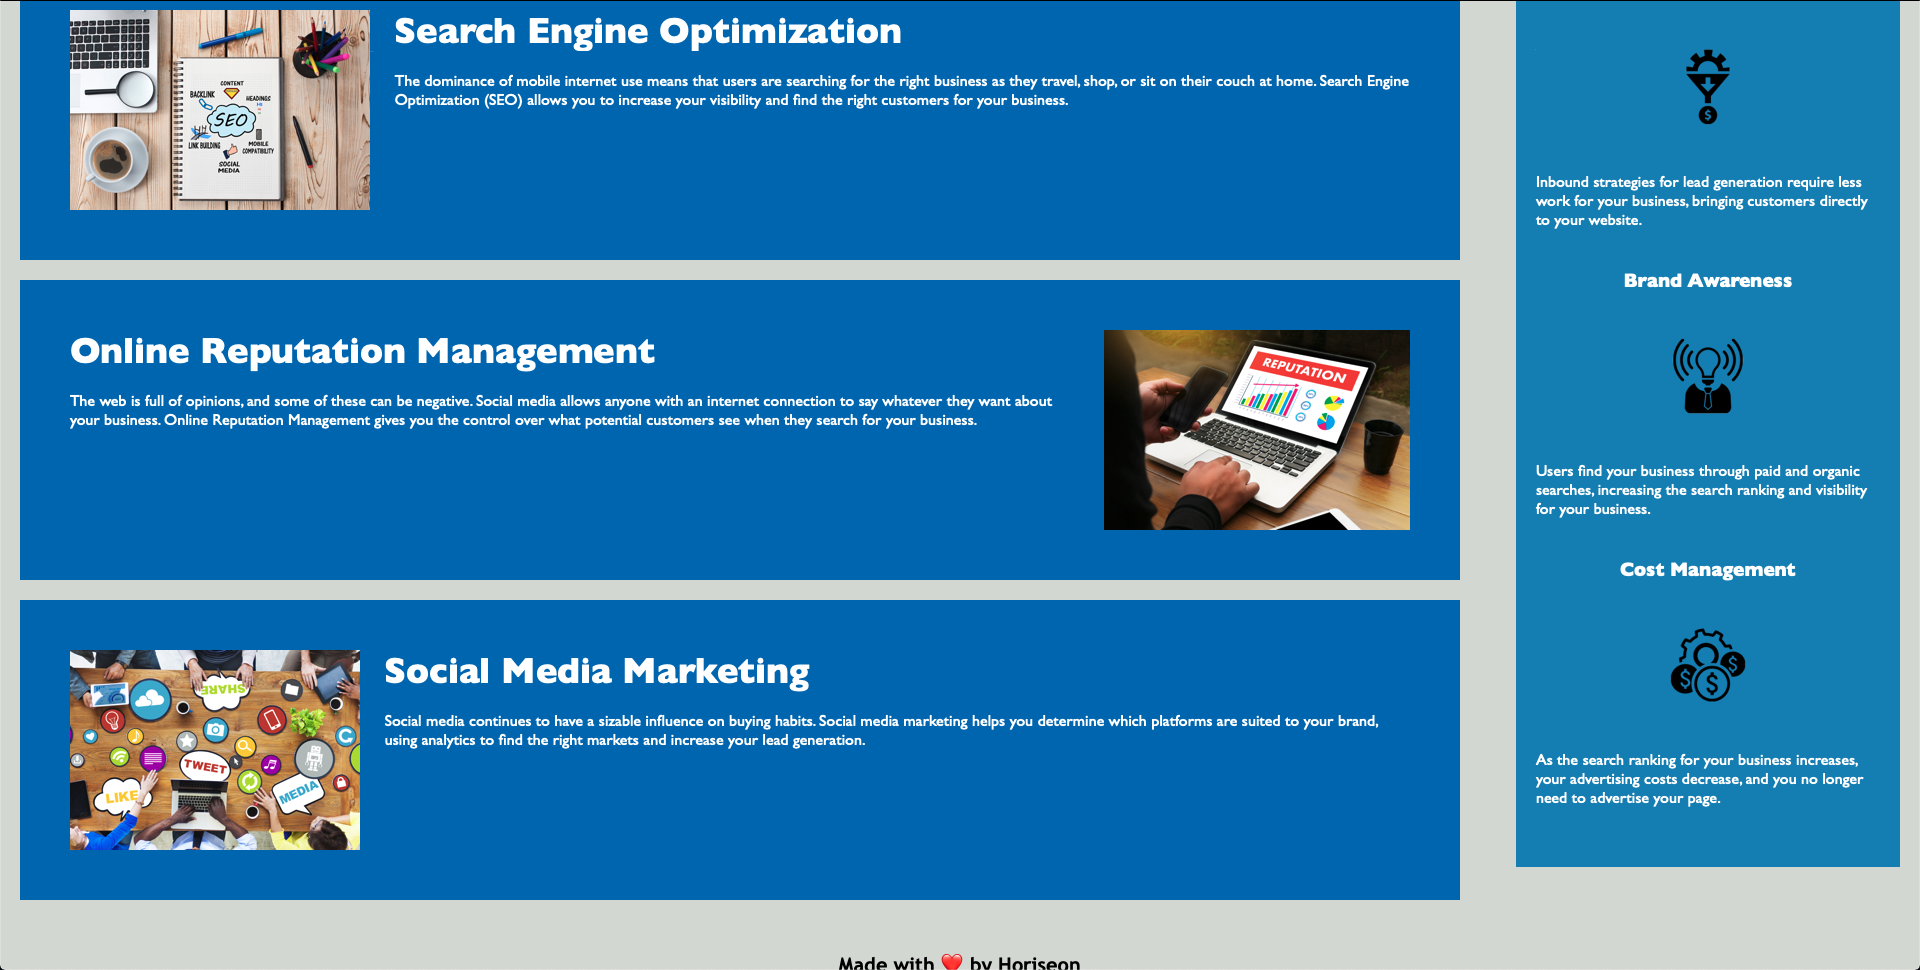 Search Engine Optimization
The dominance of mobile internet use means that users are searching for the right business as they travel, shop, or sit on their couch at home. Search Engine
Optimization (SEO) allows you to increase your visibility and find the right customers for your business.
CONTENT
BACKLINK
HEADINGS
SEO
LINK BUILDING
MOBILE
COMPATIBILITY
SOCIAL
MEDIA
Online Reputation Management
The web is full of opinions, and some of these can be negative. Social media allows anyone with an internet connection to say whatever they want about
your business. Online Reputation Management gives you the control over what potential customers see when they search for your business.
REPUTATION
Social Media Marketing
Social media continues to have a sizable influence on buying habits. Social media marketing helps you determine which platforms are suited to your brand,
using analytics to find the right markets and increase your lead generation.
SHARE
TWEET
LIKE
MEDIA
Inbound strategies for lead generation require less
work for your business, bringing customers directly
to your website.
Brand Awareness
Users find your business through paid and organic
searches, increasing the search ranking and visibility
for your business.
Cost Management
As the search ranking for your business increases,
your advertising costs decrease, and you no longer
need to advertise your page.
Made with ❤️ by Horiseon